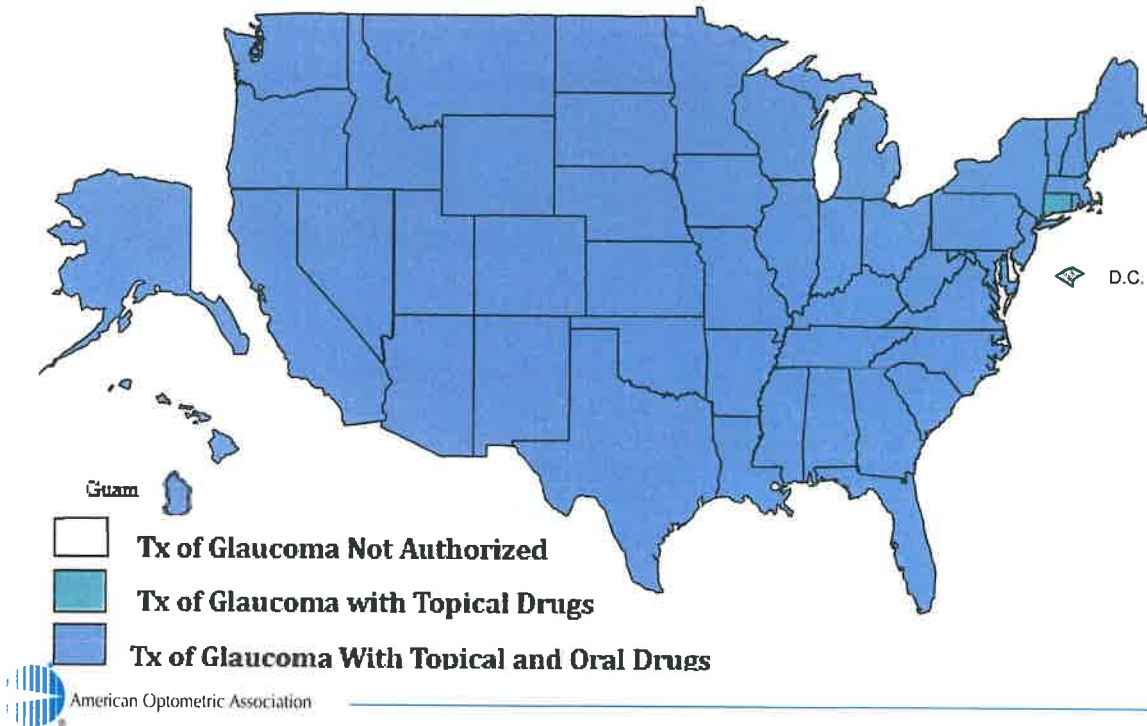 D.C.
Guam
Tx of Glaucoma Not Authorized
Tx of Glaucoma with Topical Drugs
Tx of Glaucoma With Topical and Oral Drugs
American Optometric Association